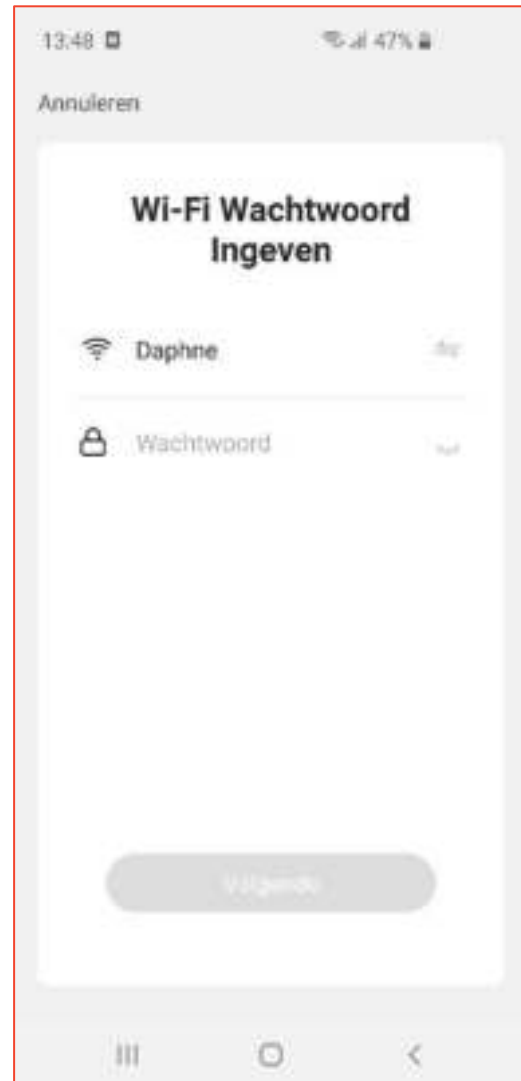 13:48 47%
Annuleren
Wi-Fi Wachtwoord
Ingeven
Daphne
Wachtwoord
Volgende